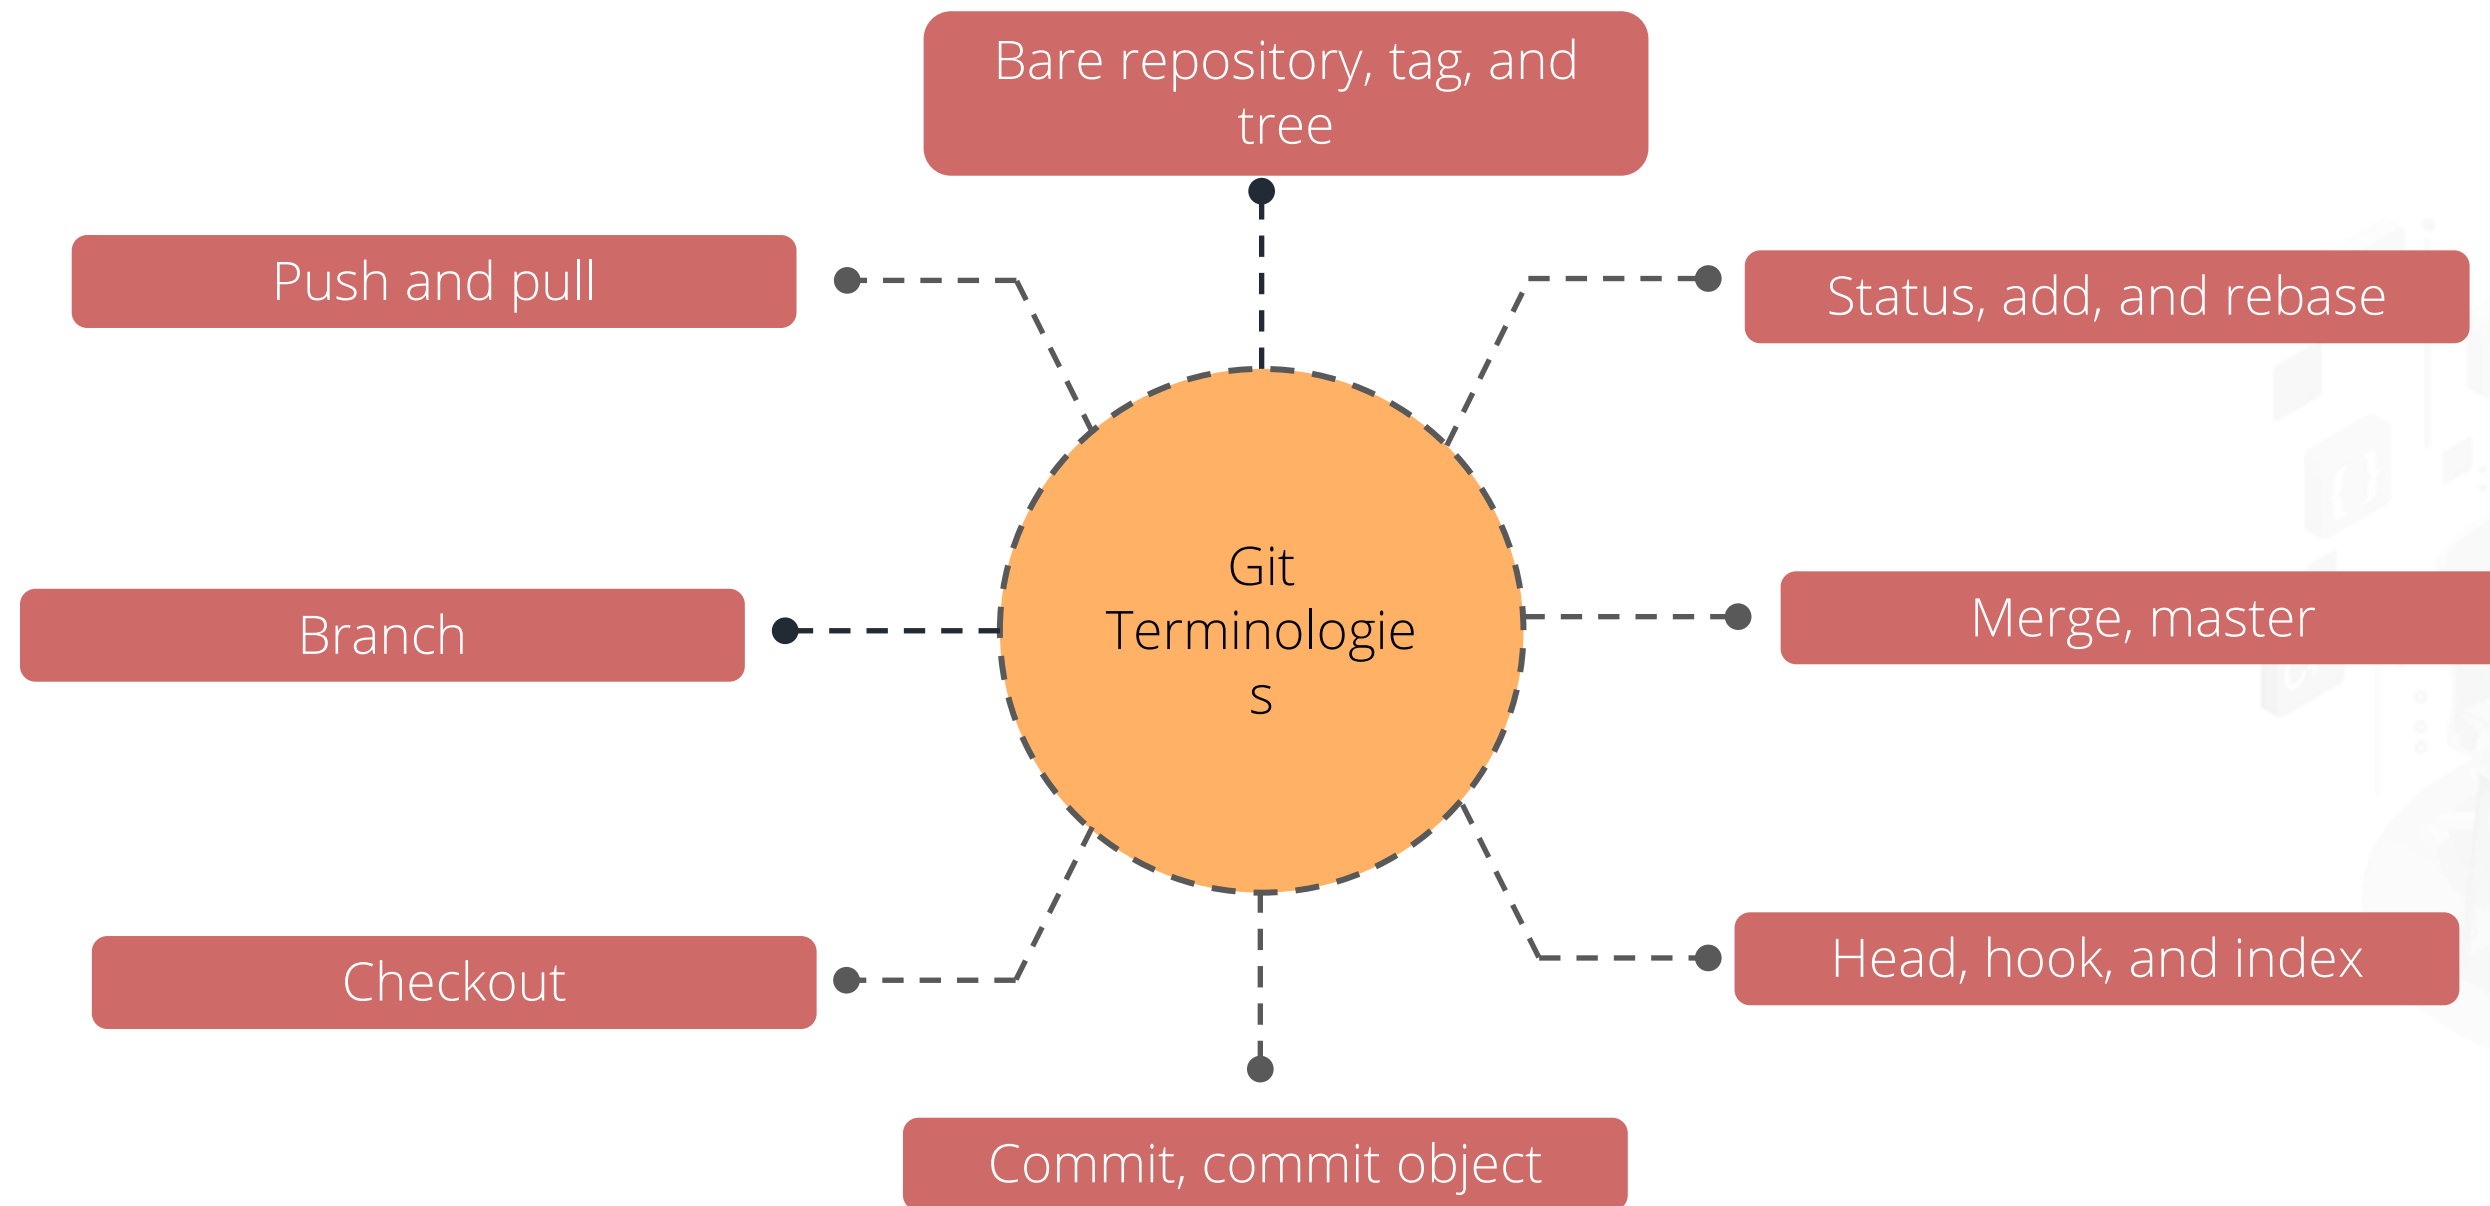 Bare repository, tag, and
tree
Push and pull
Status, add, and rebase
Git
Terminologie
s
Branch
Merge, master
Checkout
Head, hook, and index
Commit, commit object